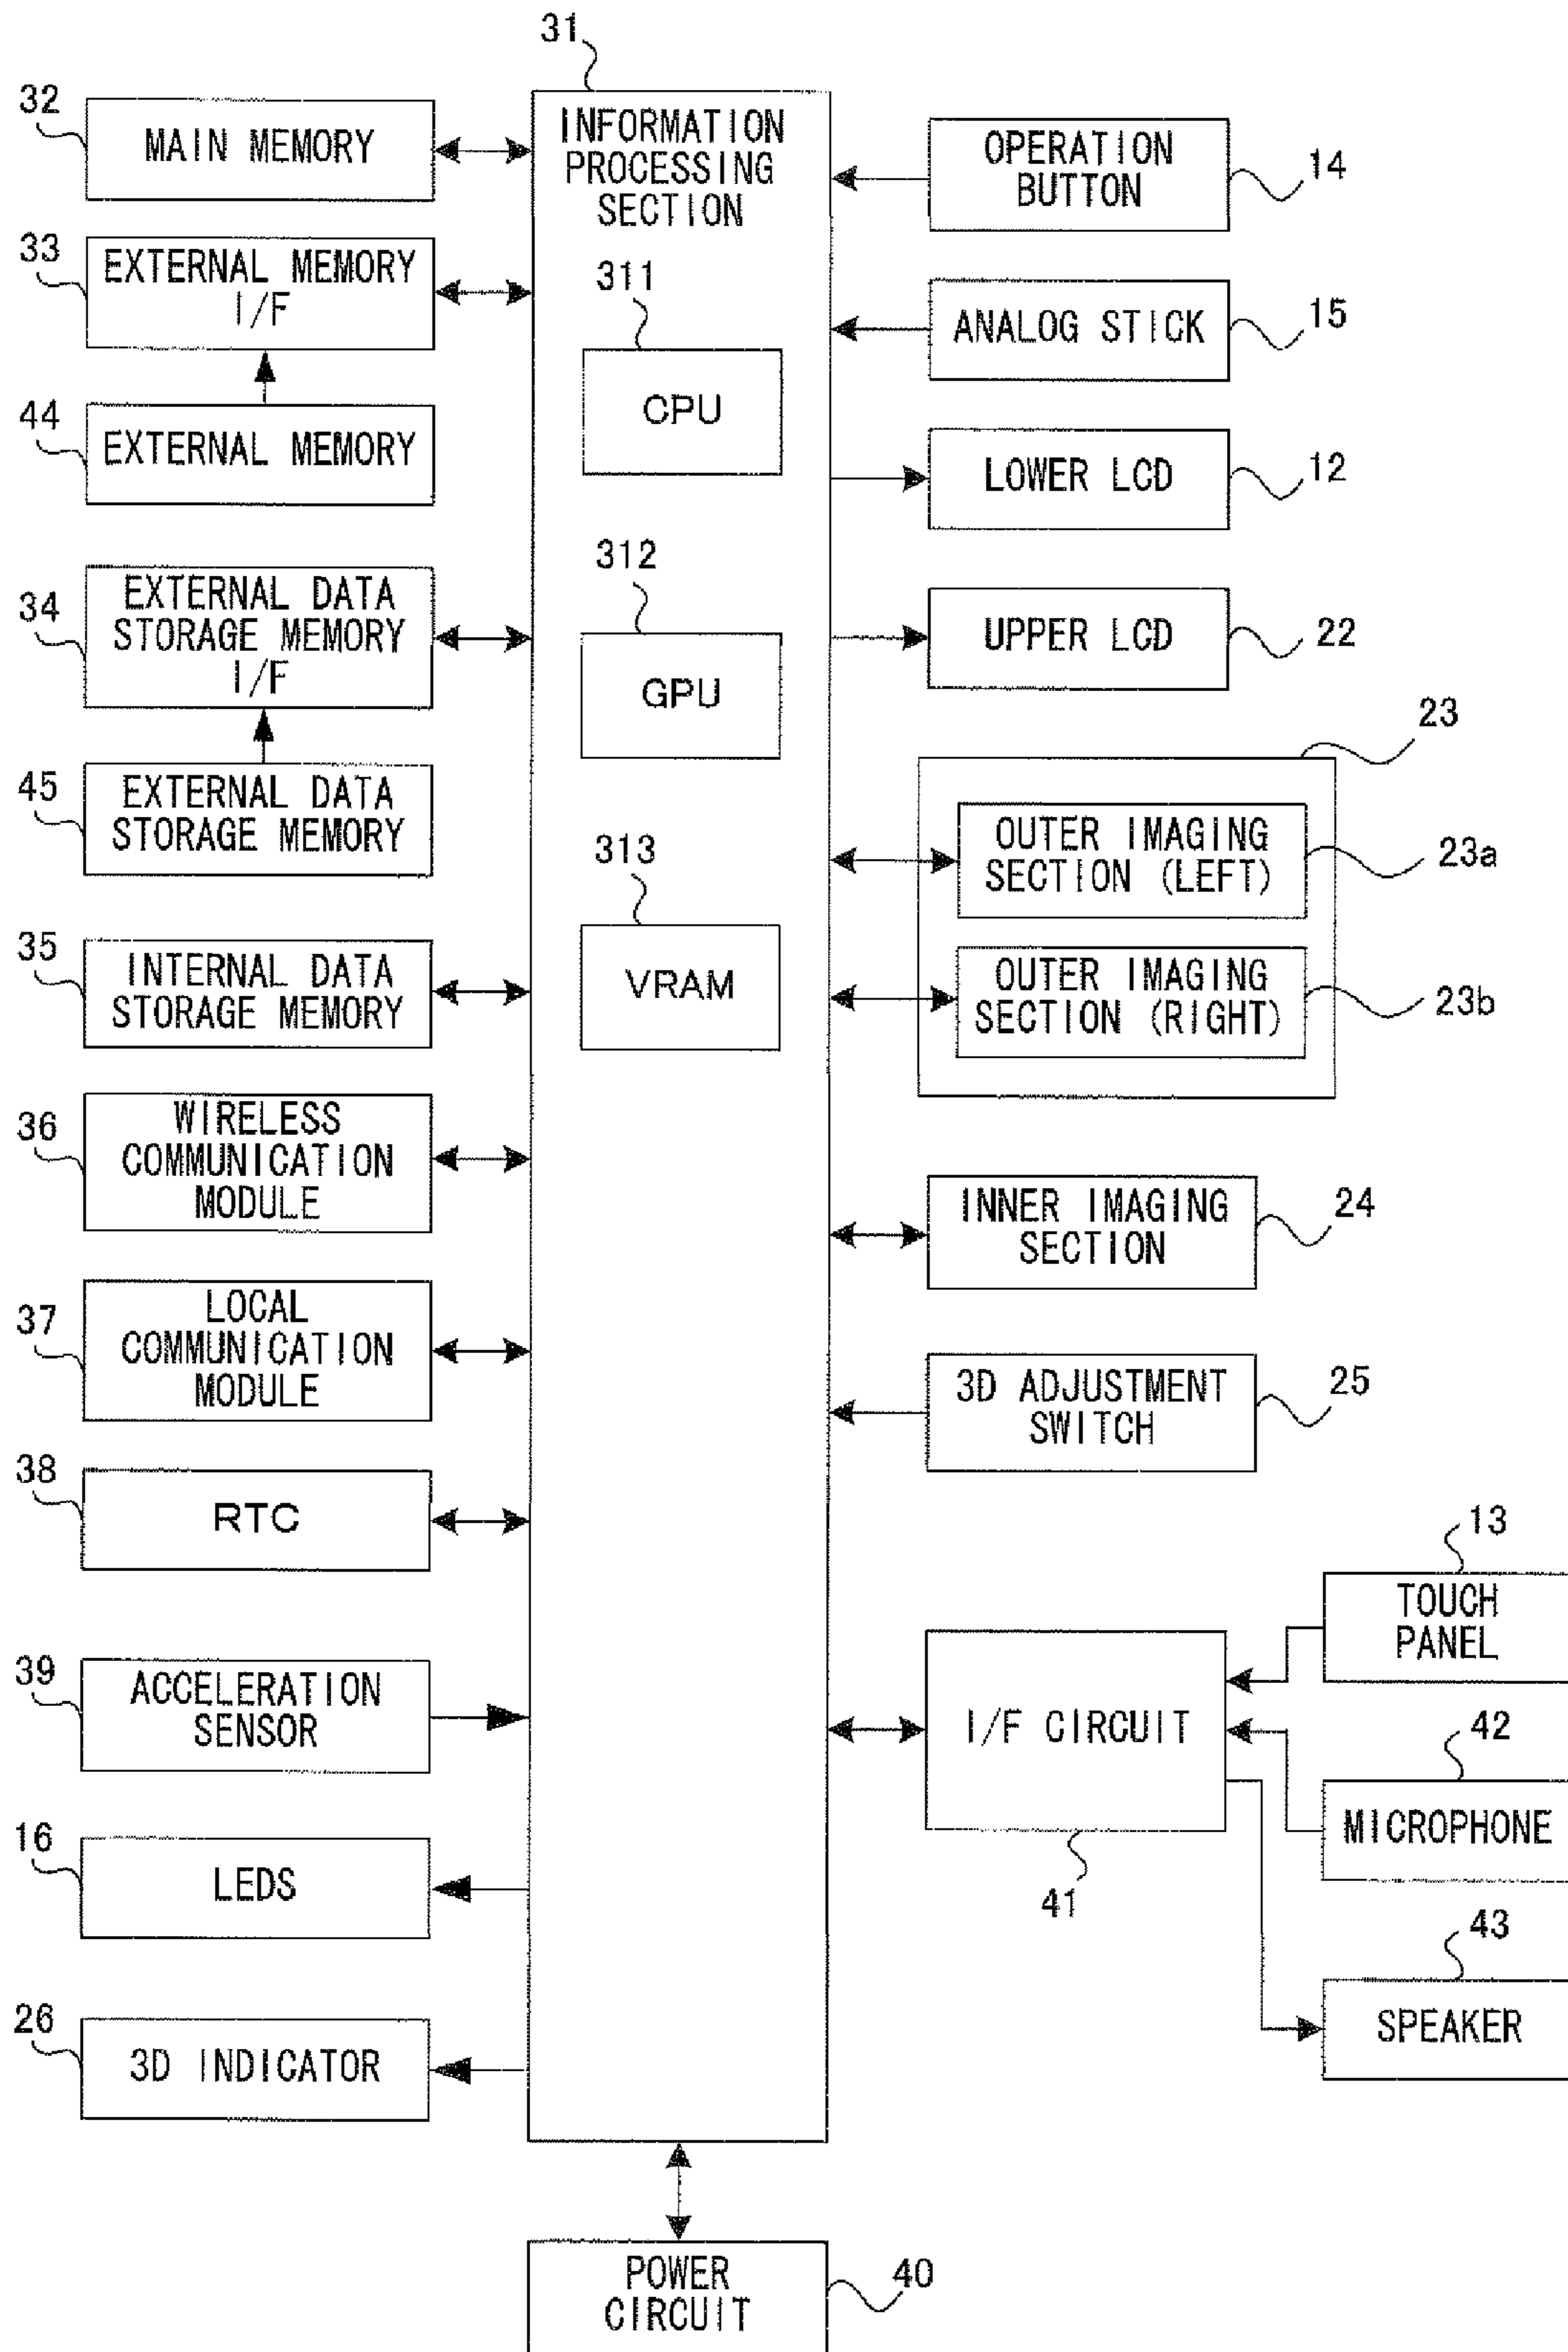 31
INFORMATION
PROCESSING
SECTION
311
CPU
312
GPU
313
VRAM
32
MAIN MEMORY
33
EXTERNAL MEMORY
I/F
44
EXTERNAL MEMORY
34
EXTERNAL DATA
STORAGE MEMORY
I/F
45
EXTERNAL DATA
STORAGE MEMORY
35
INTERNAL DATA
STORAGE MEMORY
36
WIRELESS
COMMUNICATION
MODULE
37
LOCAL
COMMUNICATION
MODULE
38
RTC
39
ACCELERATION
SENSOR
16
LEDS
26
3D INDICATOR
OPERATION
BUTTON
14
ANALOG STICK
15
LOWER LCD
12
UPPER LCD
22
23
OUTER IMAGING
SECTION (LEFT)
23a
OUTER IMAGING
SECTION (RIGHT)
23b
INNER IMAGING
SECTION
24
3D ADJUSTMENT
SWITCH
25
13
TOUCH
PANEL
I/F CIRCUIT
41
42
MICROPHONE
43
SPEAKER
POWER
CIRCUIT
40